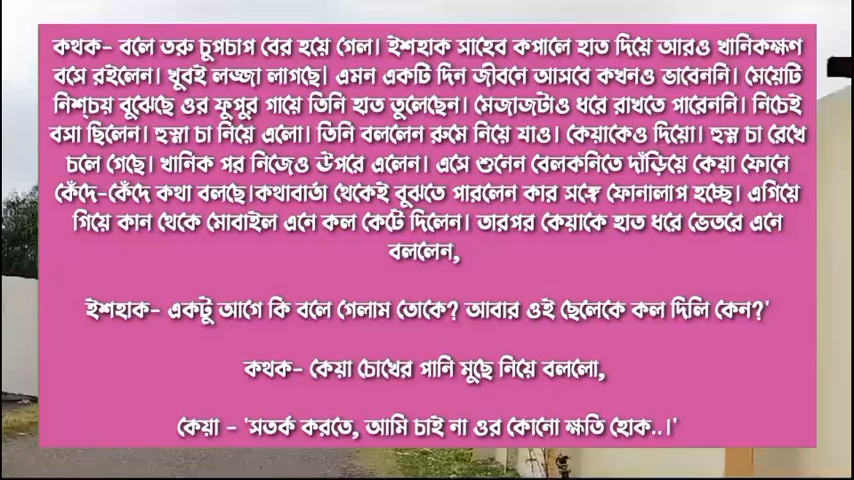 কথক- বলে তরু চুপচাপ বের হয়ে গেল। ইশহাক সাহেব কপালে হাত দিয়ে আরও খানিকক্ষণ
বসে রইলেন। খুবই লজ্জা লাগছে। এমন একটি দিন জীবনে আসবে কখনও ভাবেননি। মেয়েটি
নিশ্চয় বুঝেছে ওর ফুপুর গায়ে তিনি হাত তুলেছেন। মেজাজটাও ধরে রাখতে পারেননি। নিচেই
বসা ছিলেন। হুস্না চা নিয়ে এলো। তিনি বললেন রুমে নিয়ে যাও। কেয়াকেও দিয়ো। হুস্ন চা রেখে
চলে গেছে। খানিক পর নিজেও উপরে এলেন। এসে শুনেন বেলকনিতে দাঁড়িয়ে কেয়া ফোনে
কেঁদে-কেঁদে কথা বলছে।কথাবার্তা থেকেই বুঝতে পারলেন কার সঙ্গে ফোনালাপ হচ্ছে। এগিয়ে
গিয়ে কান থেকে মোবাইল এনে কল কেটে দিলেন। তারপর কেয়াকে হাত ধরে ভেতরে এনে
বললেন,
ইশহাক- একটু আগে কি বলে গেলাম তোকে? আবার ওই ছেলেকে কল দিলি কেন?'
কথক- কেয়া চোখের পানি মুছে নিয়ে বললো,
কেয়া - 'সতর্ক করতে, আমি চাই না ওর কোনো ক্ষতি হোক..।'